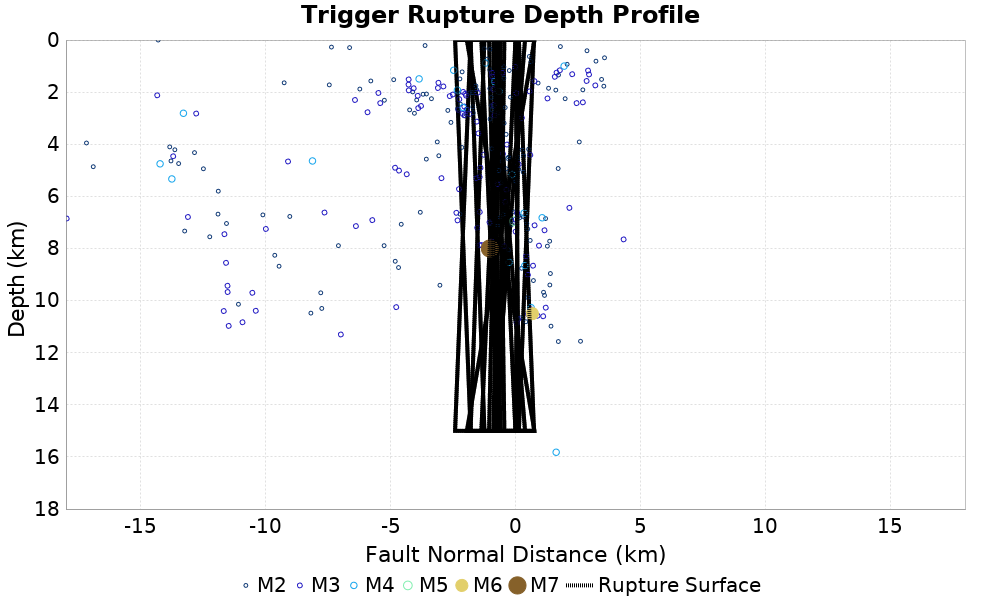 Trigger Rupture Depth Profile
0
2
4
6
8
10
12
14
16
18
Depth (km)
-15 -10 -5 0 5 10 15
Fault Normal Distance (km)
M2 M3 M4 M5 M6 M7 Rupture Surface